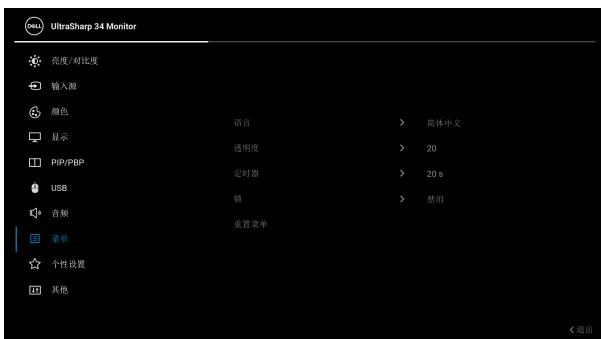 DELL UltraSharp 34 Monitor
亮度/对比度
输入源
颜色
语言 简体中文
显示
透明度 20
PIP/PBP
定时器 20 s
USB
锁 禁用
音频
重置菜单
菜单
个性设置
其他
退出